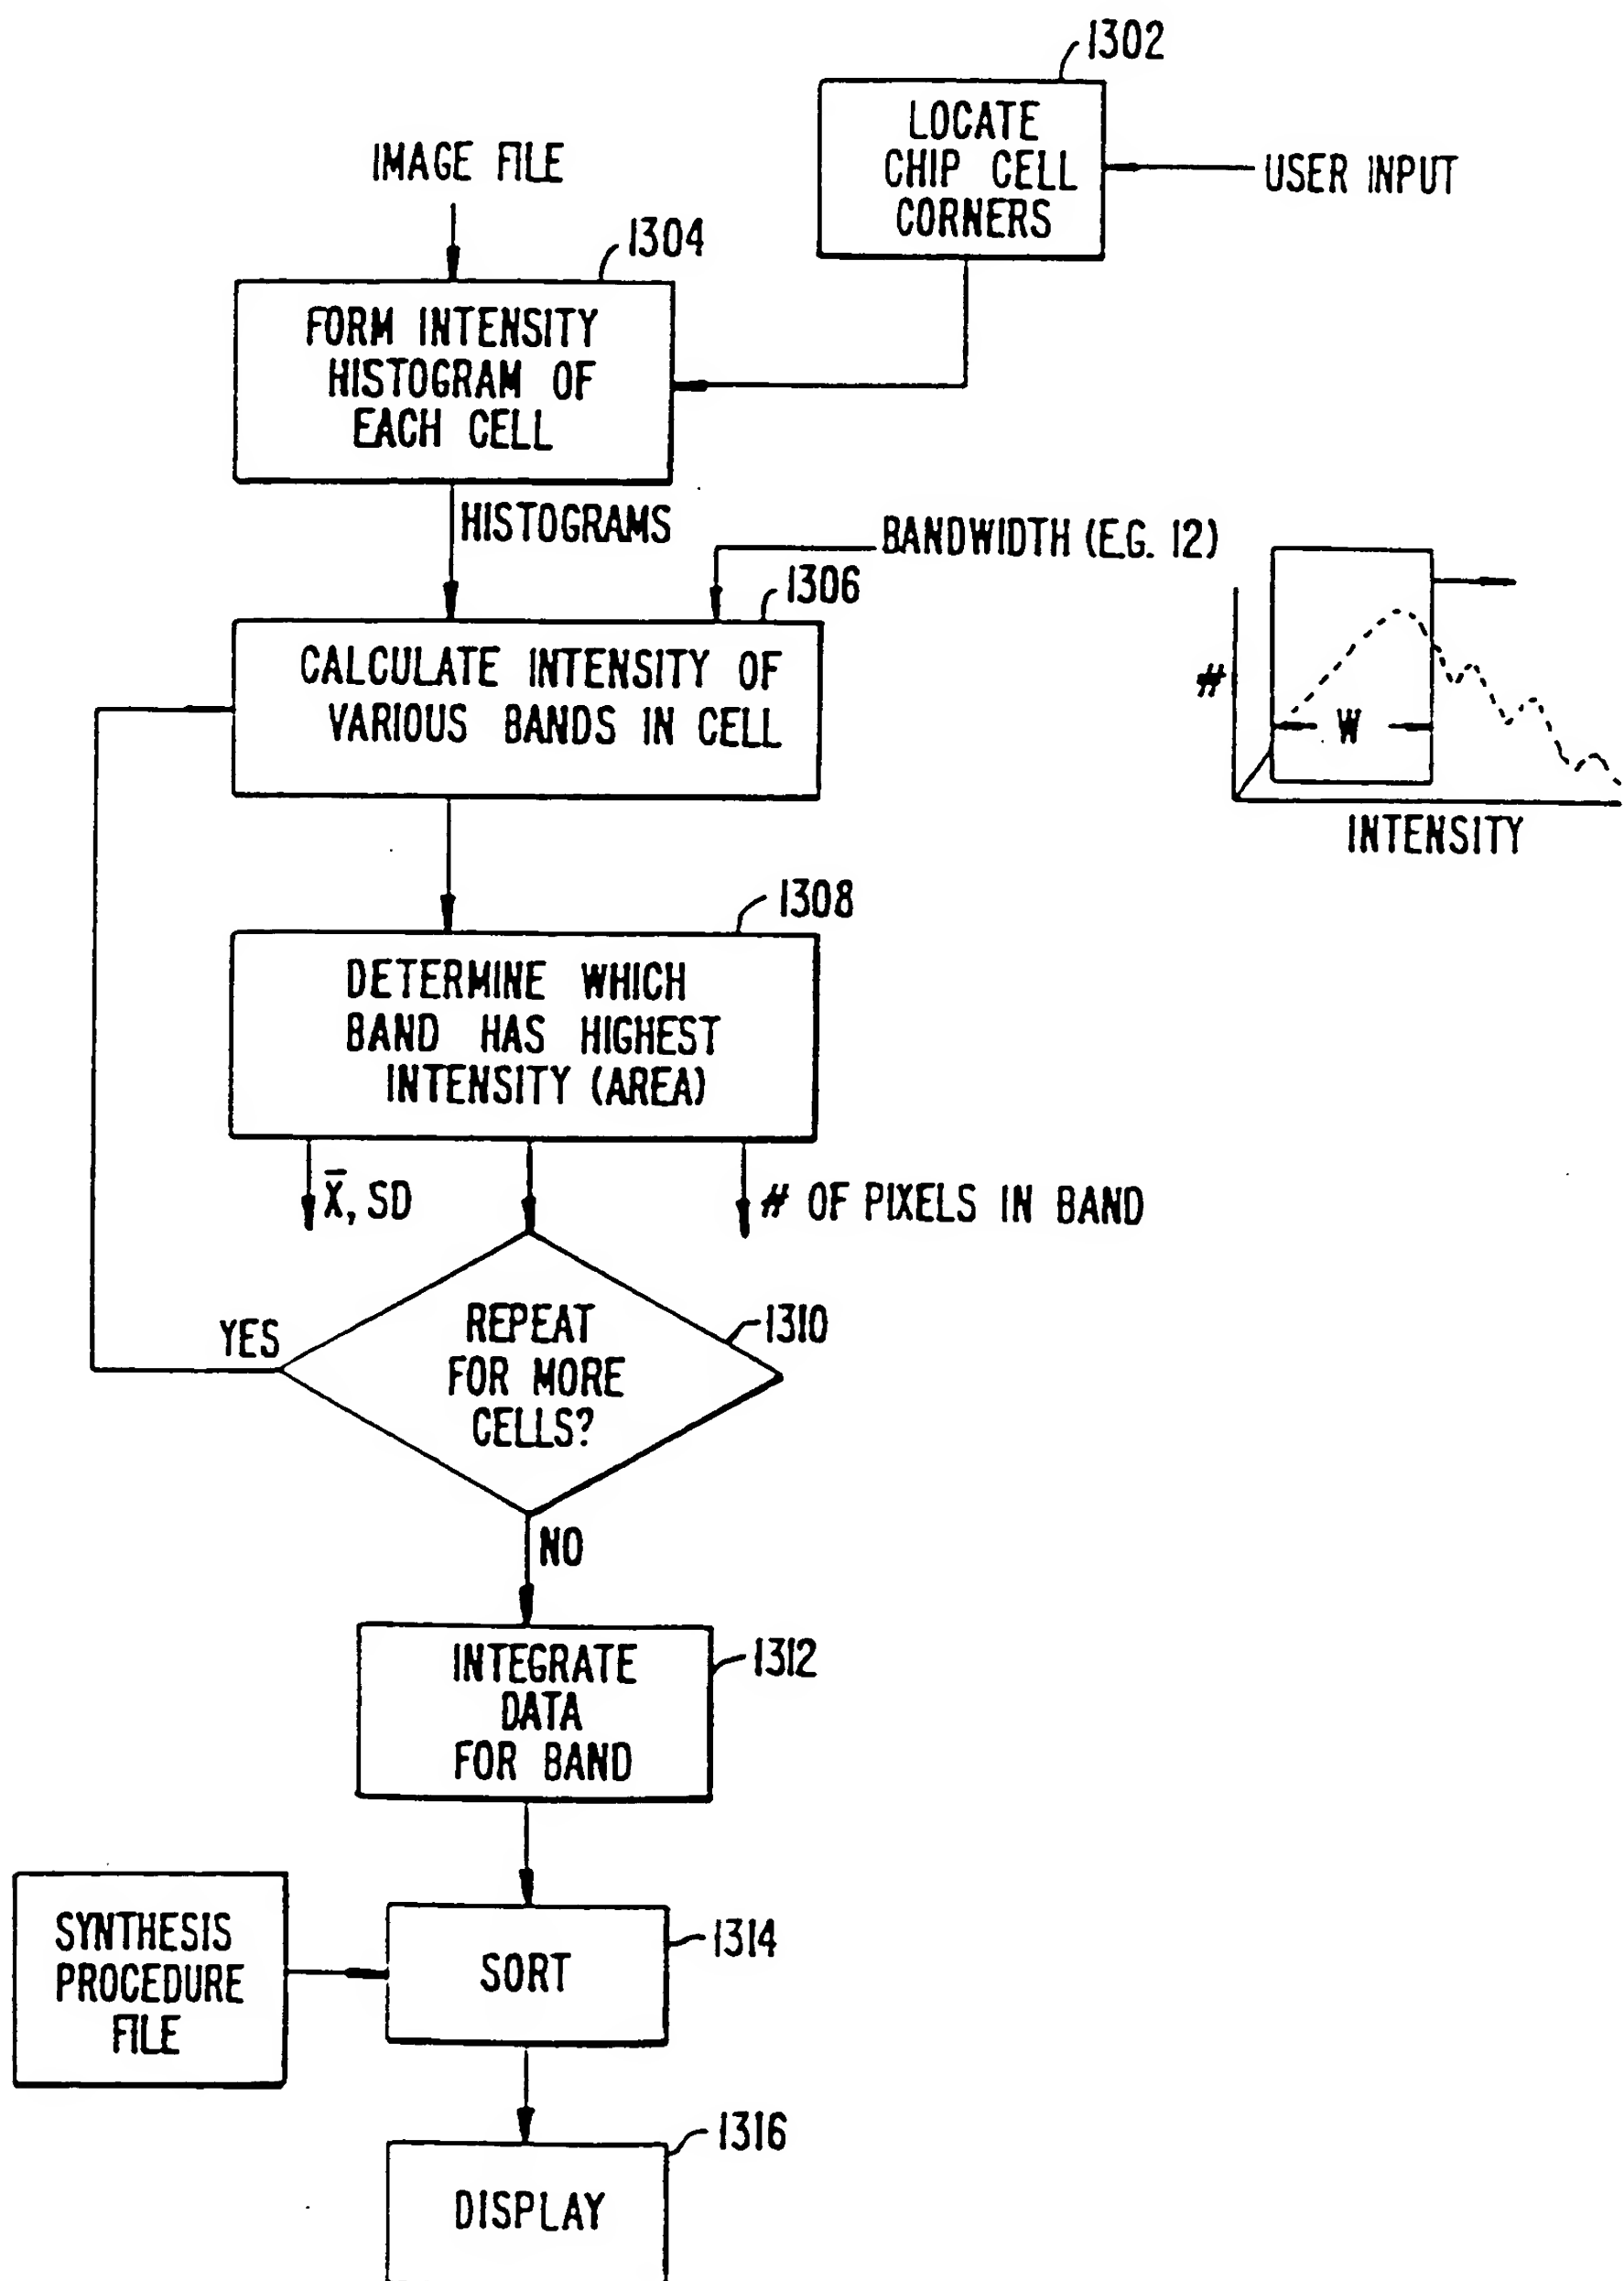 1302
LOCATE
CHIP CELL
CORNERS
USER INPUT
IMAGE FILE
1304
FORM INTENSITY
HISTOGRAM OF
EACH CELL
HISTOGRAMS
BANDWIDTH (E.G. 12)
1306
CALCULATE INTENSITY OF
VARIOUS BANDS IN CELL
#
W
INTENSITY
1308
DETERMINE WHICH
BAND HAS HIGHEST
INTENSITY (AREA)
X̅, SD
# OF PIXELS IN BAND
1310
REPEAT
FOR MORE
CELLS?
YES
NO
1312
INTEGRATE
DATA
FOR BAND
SYNTHESIS
PROCEDURE
FILE
1314
SORT
1316
DISPLAY